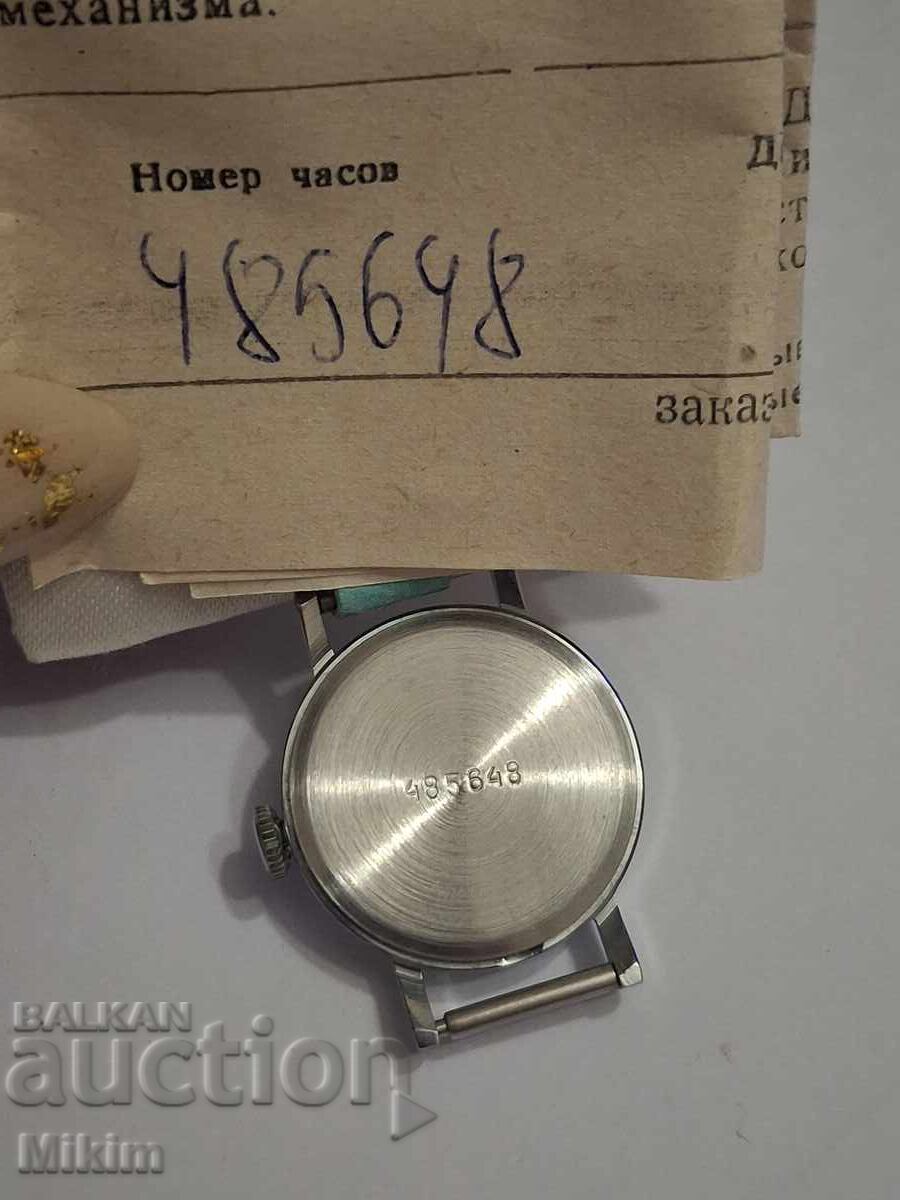 механизма.
Номер часов
485648
заказ
485648
BALKAN
auction
Mikim